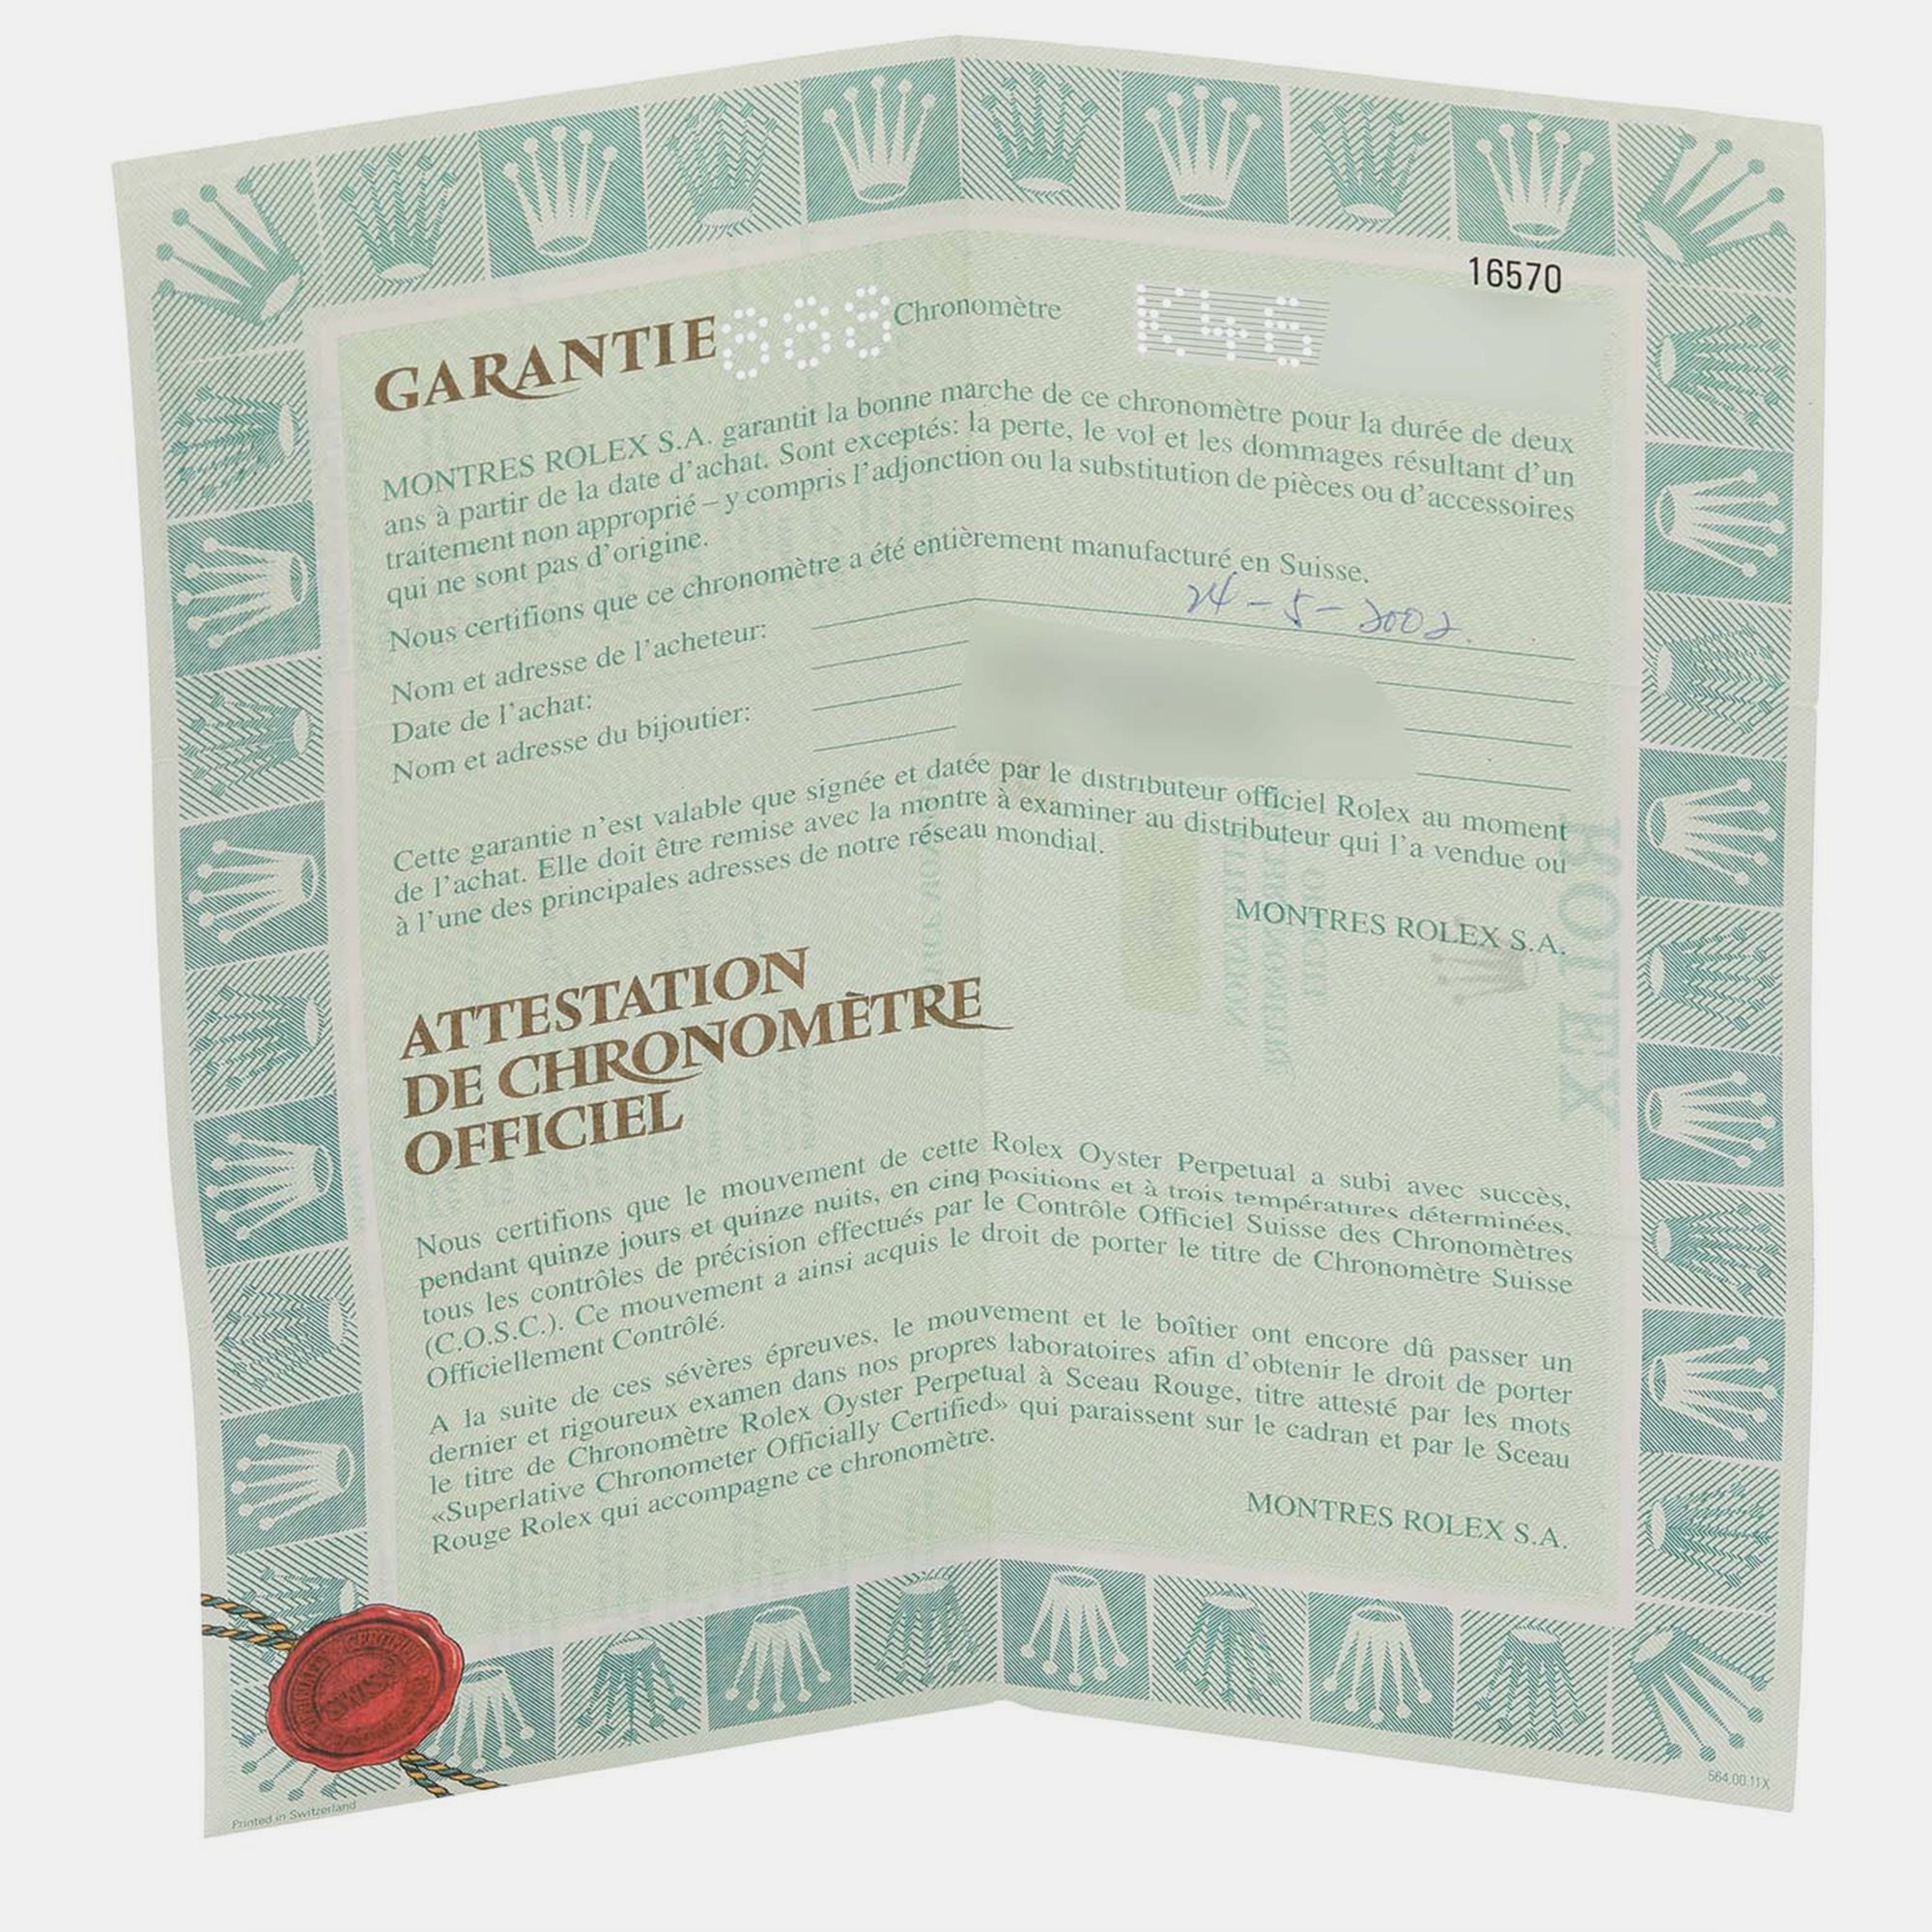 16570
GARANTIE 888 Chronomètre K46
MONTRES ROLEX S.A. garantit la bonne marche de ce chronomètre pour la durée de deux
ans à partir de la date d'achat. Sont exceptés: la perte, le vol et les dommages résultant d'un
traitement non approprié – y compris l'adjonction ou la substitution de pièces ou d'accessoires
qui ne sont pas d'origine.
Nous certifions que ce chronomètre a été entièrement manufacturé en Suisse.
24-5-2002.
Nom et adresse de l'acheteur:
Date de l'achat:
Nom et adresse du bijoutier:
Cette garantie n'est valable que signée et datée par le distributeur officiel Rolex au moment
de l'achat. Elle doit être remise avec la montre à examiner au distributeur qui l'a vendue ou
à l'une des principales adresses de notre réseau mondial.
MONTRES ROLEX S.A.
ATTESTATION
DE CHRONOMÈTRE
OFFICIEL
Nous certifions que le mouvement de cette Rolex Oyster Perpetual a subi avec succès,
pendant quinze jours et quinze nuits, en cinq positions et à trois températures déterminées,
tous les contrôles de précision effectués par le Contrôle Officiel Suisse des Chronomètres
(C.O.S.C.). Ce mouvement a ainsi acquis le droit de porter le titre de Chronomètre Suisse
Officiellement Contrôlé.
A la suite de ces sévères épreuves, le mouvement et le boîtier ont encore dû passer un
dernier et rigoureux examen dans nos propres laboratoires afin d'obtenir le droit de porter
le titre de Chronomètre Rolex Oyster Perpetual à Sceau Rouge, titre attesté par les mots
«Superlative Chronometer Officially Certified» qui paraissent sur le cadran et par le Sceau
Rouge Rolex qui accompagne ce chronomètre.
MONTRES ROLEX S.A.
Printed in Switzerland
564.00.11X